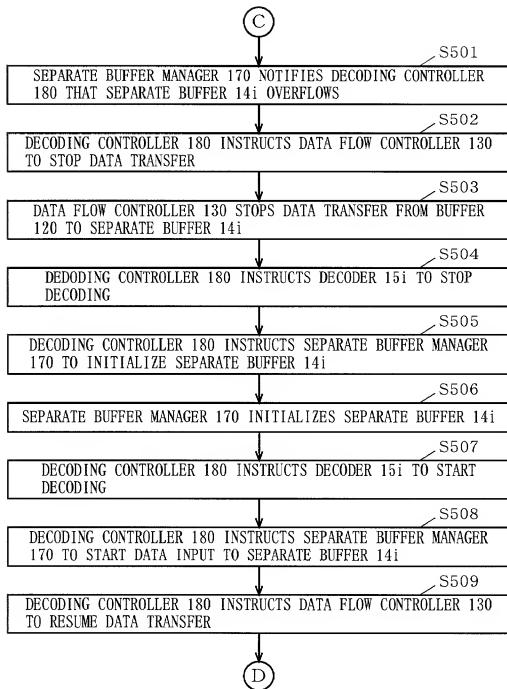 C
S501
SEPARATE BUFFER MANAGER 170 NOTIFIES DECODING CONTROLLER
180 THAT SEPARATE BUFFER 14i OVERFLOWS
S502
DECODING CONTROLLER 180 INSTRUCTS DATA FLOW CONTROLLER 130
TO STOP DATA TRANSFER
S503
DATA FLOW CONTROLLER 130 STOPS DATA TRANSFER FROM BUFFER
120 TO SEPARATE BUFFER 14i
S504
DEDODING CONTROLLER 180 INSTRUCTS DECODER 15i TO STOP
DECODING
S505
DECODING CONTROLLER 180 INSTRUCTS SEPARATE BUFFER MANAGER
170 TO INITIALIZE SEPARATE BUFFER 14i
S506
SEPARATE BUFFER MANAGER 170 INITIALIZES SEPARATE BUFFER 14i
S507
DECODING CONTROLLER 180 INSTRUCTS DECODER 15i TO START
DECODING
S508
DECODING CONTROLLER 180 INSTRUCTS SEPARATE BUFFER MANAGER
170 TO START DATA INPUT TO SEPARATE BUFFER 14i
S509
DECODING CONTROLLER 180 INSTRUCTS DATA FLOW CONTROLLER 130
TO RESUME DATA TRANSFER
D